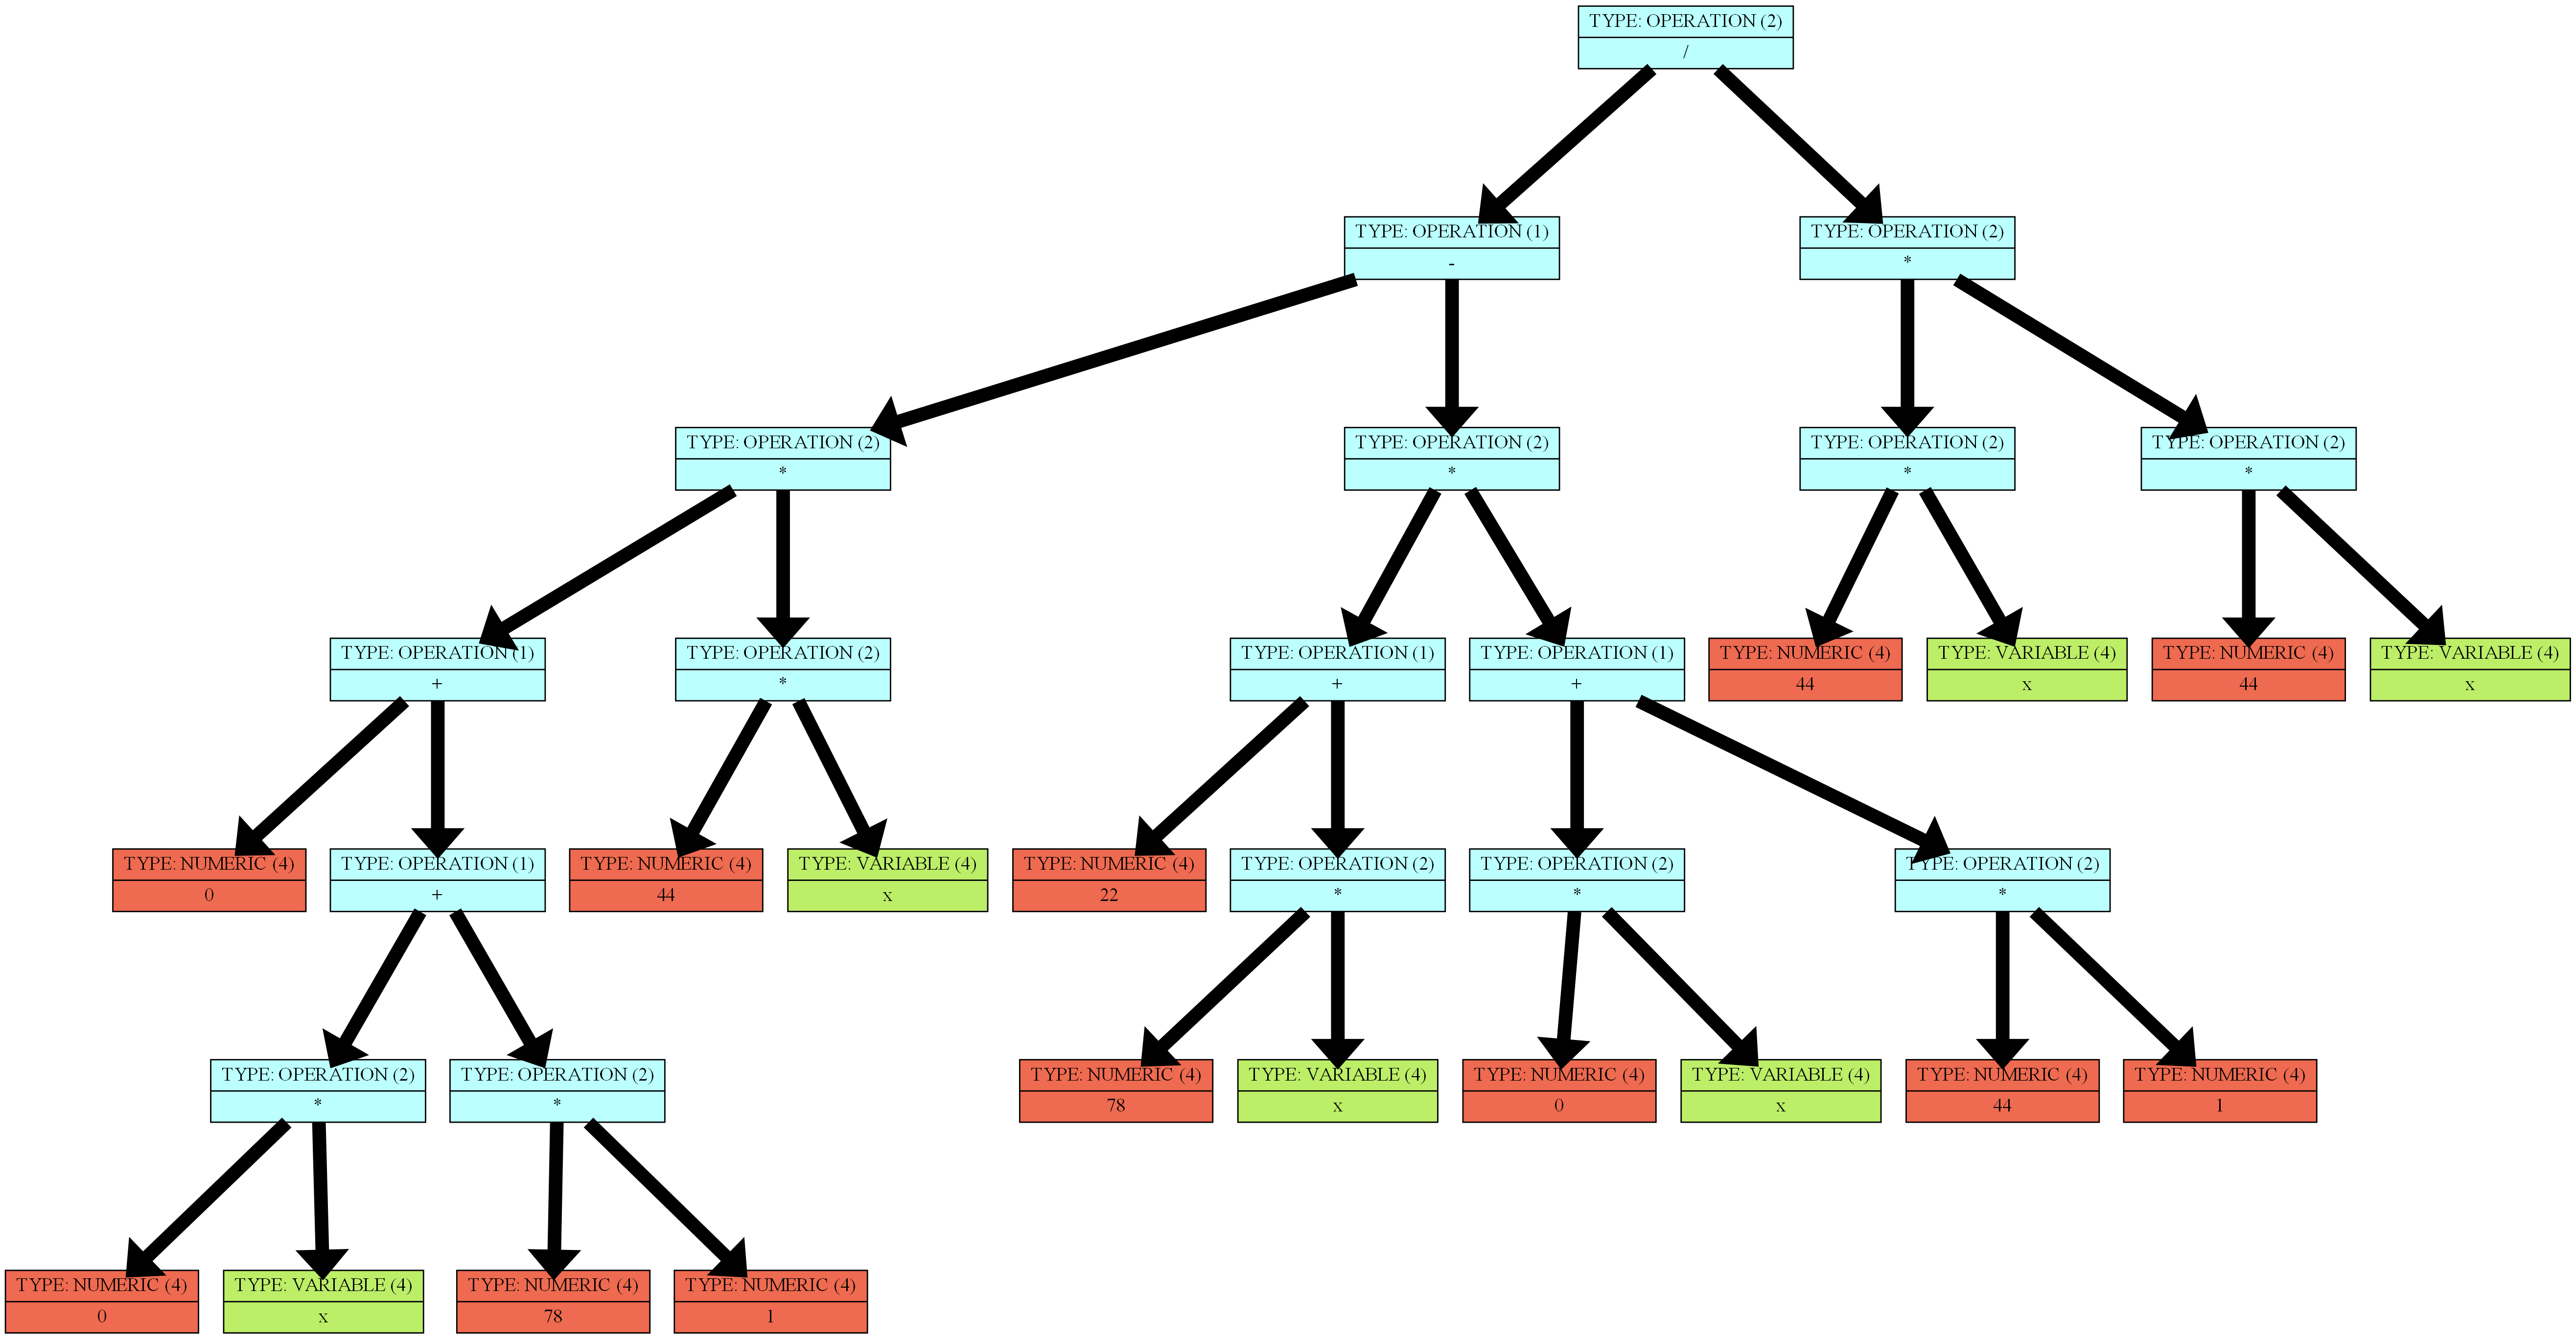 TYPE: OPERATION (2)
/
TYPE: OPERATION (1)
-
TYPE: OPERATION (2)
*
TYPE: OPERATION (2)
*
TYPE: OPERATION (2)
*
TYPE: OPERATION (2)
*
TYPE: OPERATION (2)
*
TYPE: OPERATION (1)
+
TYPE: OPERATION (2)
*
TYPE: OPERATION (1)
+
TYPE: OPERATION (1)
+
TYPE: NUMERIC (4)
44
TYPE: VARIABLE (4)
x
TYPE: NUMERIC (4)
44
TYPE: VARIABLE (4)
x
TYPE: NUMERIC (4)
0
TYPE: OPERATION (1)
+
TYPE: NUMERIC (4)
44
TYPE: VARIABLE (4)
x
TYPE: NUMERIC (4)
22
TYPE: OPERATION (2)
*
TYPE: OPERATION (2)
*
TYPE: OPERATION (2)
*
TYPE: OPERATION (2)
*
TYPE: OPERATION (2)
*
TYPE: NUMERIC (4)
78
TYPE: VARIABLE (4)
x
TYPE: NUMERIC (4)
0
TYPE: VARIABLE (4)
x
TYPE: NUMERIC (4)
44
TYPE: NUMERIC (4)
1
TYPE: NUMERIC (4)
0
TYPE: VARIABLE (4)
x
TYPE: NUMERIC (4)
78
TYPE: NUMERIC (4)
1